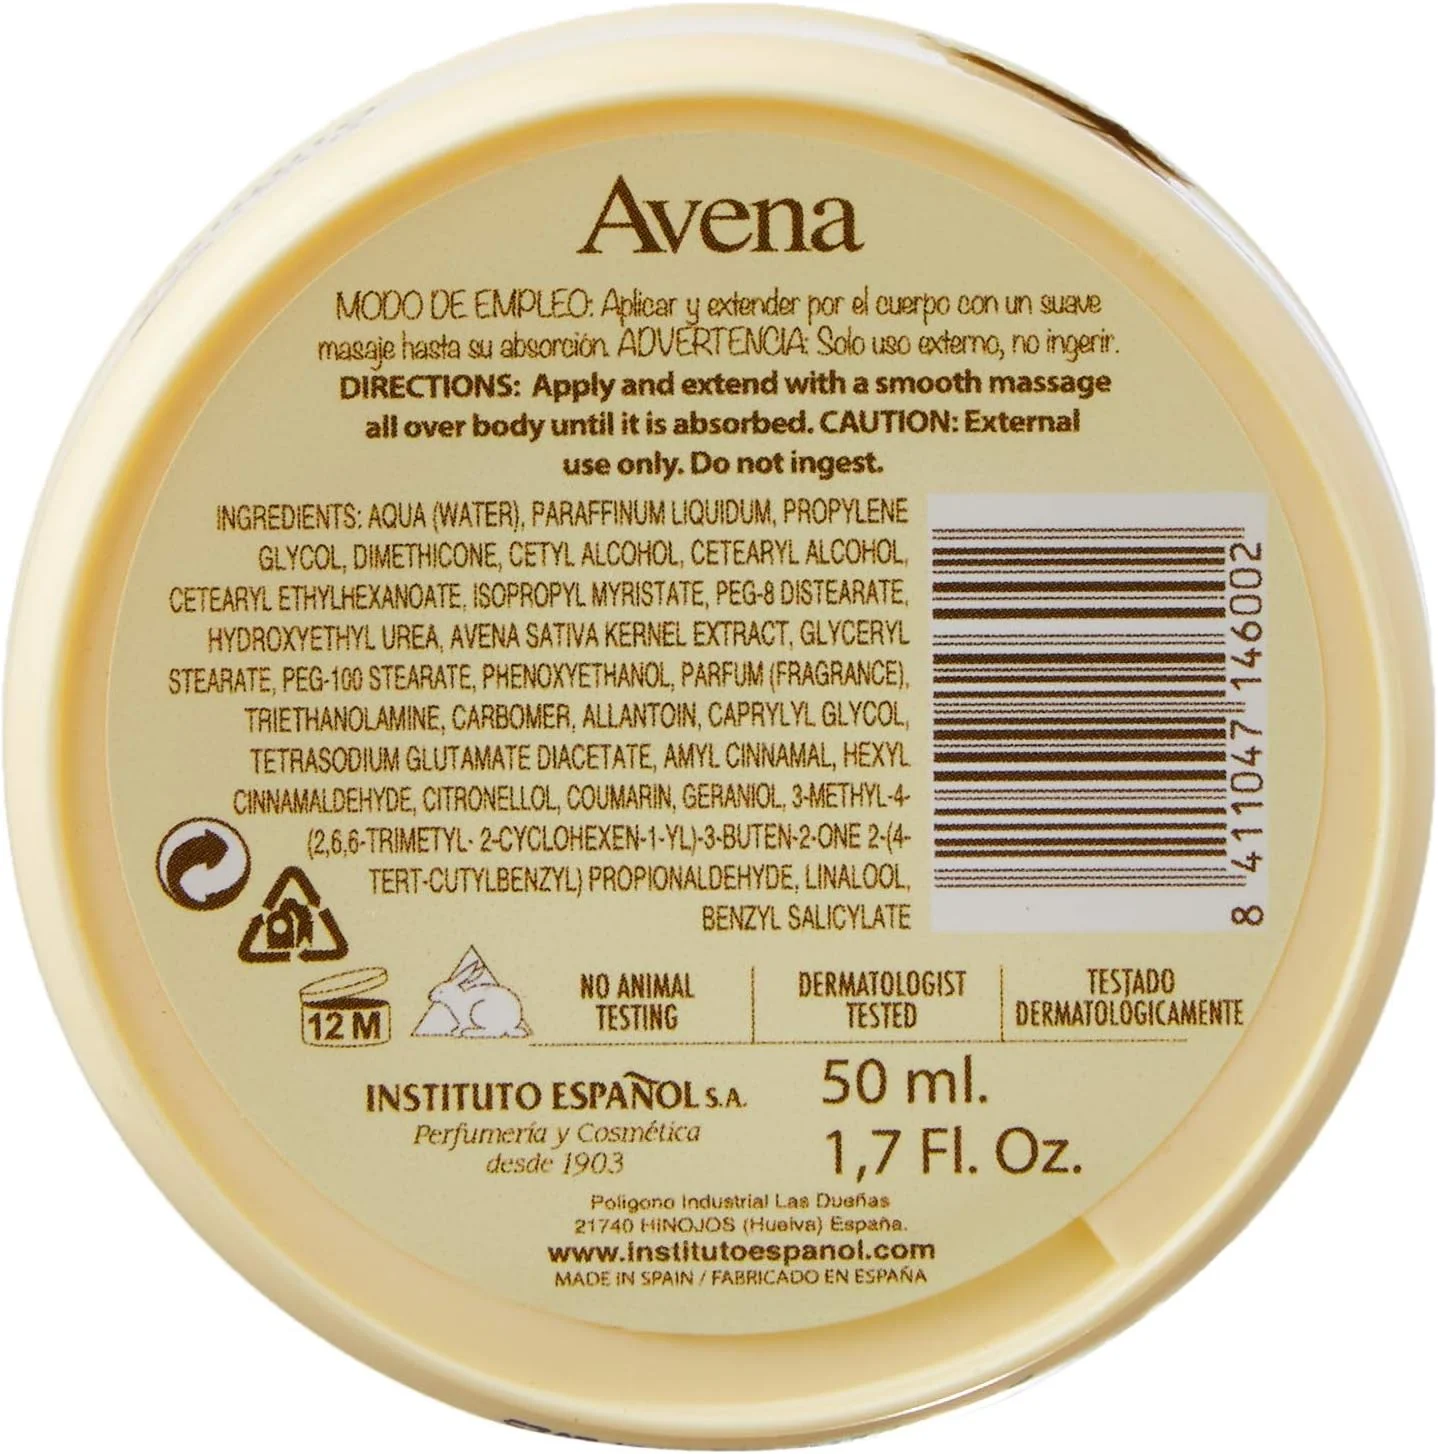 Avena
MODO DE EMPLEO: Aplicar y extender por el cuerpo con un suave
masaje hasta su absorción. ADVERTENCIA: Solo uso externo, no ingerir.
DIRECTIONS: Apply and extend with a smooth massage
all over body until it is absorbed. CAUTION: External
use only. Do not ingest.
INGREDIENTS: AQUA (WATER), PARAFFINUM LIQUIDUM, PROPYLENE
GLYCOL, DIMETHICONE, CETYL ALCOHOL, CETEARYL ALCOHOL,
CETEARYL ETHYLHEXANOATE, ISOPROPYL MYRISTATE, PEG-8 DISTEARATE,
HYDROXYETHYL UREA, AVENA SATIVA KERNEL EXTRACT, GLYCERYL
STEARATE, PEG-100 STEARATE, PHENOXYETHANOL, PARFUM (FRAGRANCE),
TRIETHANOLAMINE, CARBOMER, ALLANTOIN, CAPRYLYL GLYCOL,
TETRASODIUM GLUTAMATE DIACETATE, AMYL CINNAMAL, HEXYL
CINNAMALDEHYDE, CITRONELLOL, COUMARIN, GERANIOL, 3-METHYL-4-
(2,6,6-TRIMETYL- 2-CYCLOHEXEN-1-YL)-3-BUTEN-2-ONE 2-(4-
TERT-CUTYLBENZYL) PROPIONALDEHYDE, LINALOOL,
BENZYL SALICYLATE
8 411047 146002
12 M
NO ANIMAL
TESTING
DERMATOLOGIST
TESTED
TESTADO
DERMATOLÓGICAMENTE
INSTITUTO ESPAÑOL S.A.
Perfumería y Cosmética
desde 1903
50 ml.
1,7 Fl. Oz.
Poligono Industrial Las Dueñas
21740 HINOJOS (Huelva) España.
www.institutoespanol.com
MADE IN SPAIN / FABRICADO EN ESPAÑA